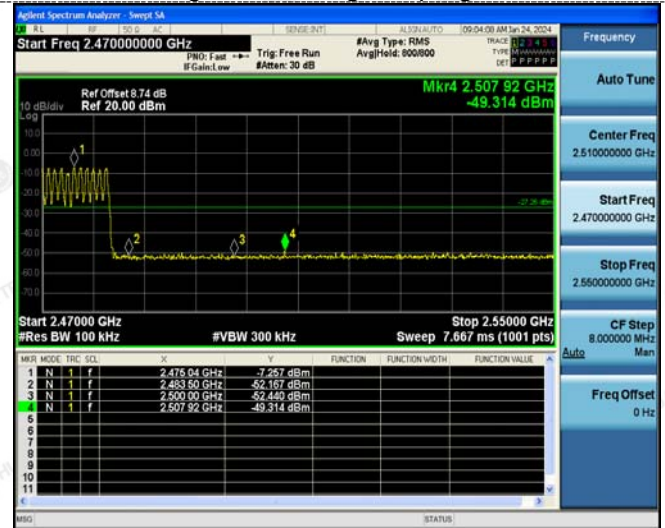 Agilent Spectrum Analyzer - Swept SA
RL RF 50 Ω AC SENSE:INT ALIGN AUTO 09:04:08 AM Jan 24, 2024
Start Freq 2.470000000 GHz
PNO: Fast
IFGain:Low
Trig: Free Run
#Atten: 30 dB
#Avg Type: RMS
Avg|Hold: 800/800
TRACE 1 2 3 4 5 6
TYPE
DET P P P P P P
Ref Offset 8.74 dB
10 dB/div Ref 20.00 dBm
Log
Mkr4 2.507 92 GHz
-49.314 dBm
10.0
0.00
-10.0
-20.0
-30.0
-40.0
-50.0
-60.0
-70.0
1
2
3
4
-27.26 dBm
Start 2.47000 GHz Stop 2.55000 GHz
#Res BW 100 kHz #VBW 300 kHz Sweep 7.667 ms (1001 pts)
MKR MODE TRC SCL X Y FUNCTION FUNCTION WIDTH FUNCTION VALUE
1 N 1 f 2.475 04 GHz -7.257 dBm
2 N 1 f 2.483 50 GHz -52.167 dBm
3 N 1 f 2.500 00 GHz -52.440 dBm
4 N 1 f 2.507 92 GHz -49.314 dBm
5
6
7
8
9
10
11
MSG STATUS
Frequency
Auto Tune
Center Freq
2.510000000 GHz
Start Freq
2.470000000 GHz
Stop Freq
2.550000000 GHz
CF Step
8.000000 MHz
Auto Man
Freq Offset
0 Hz